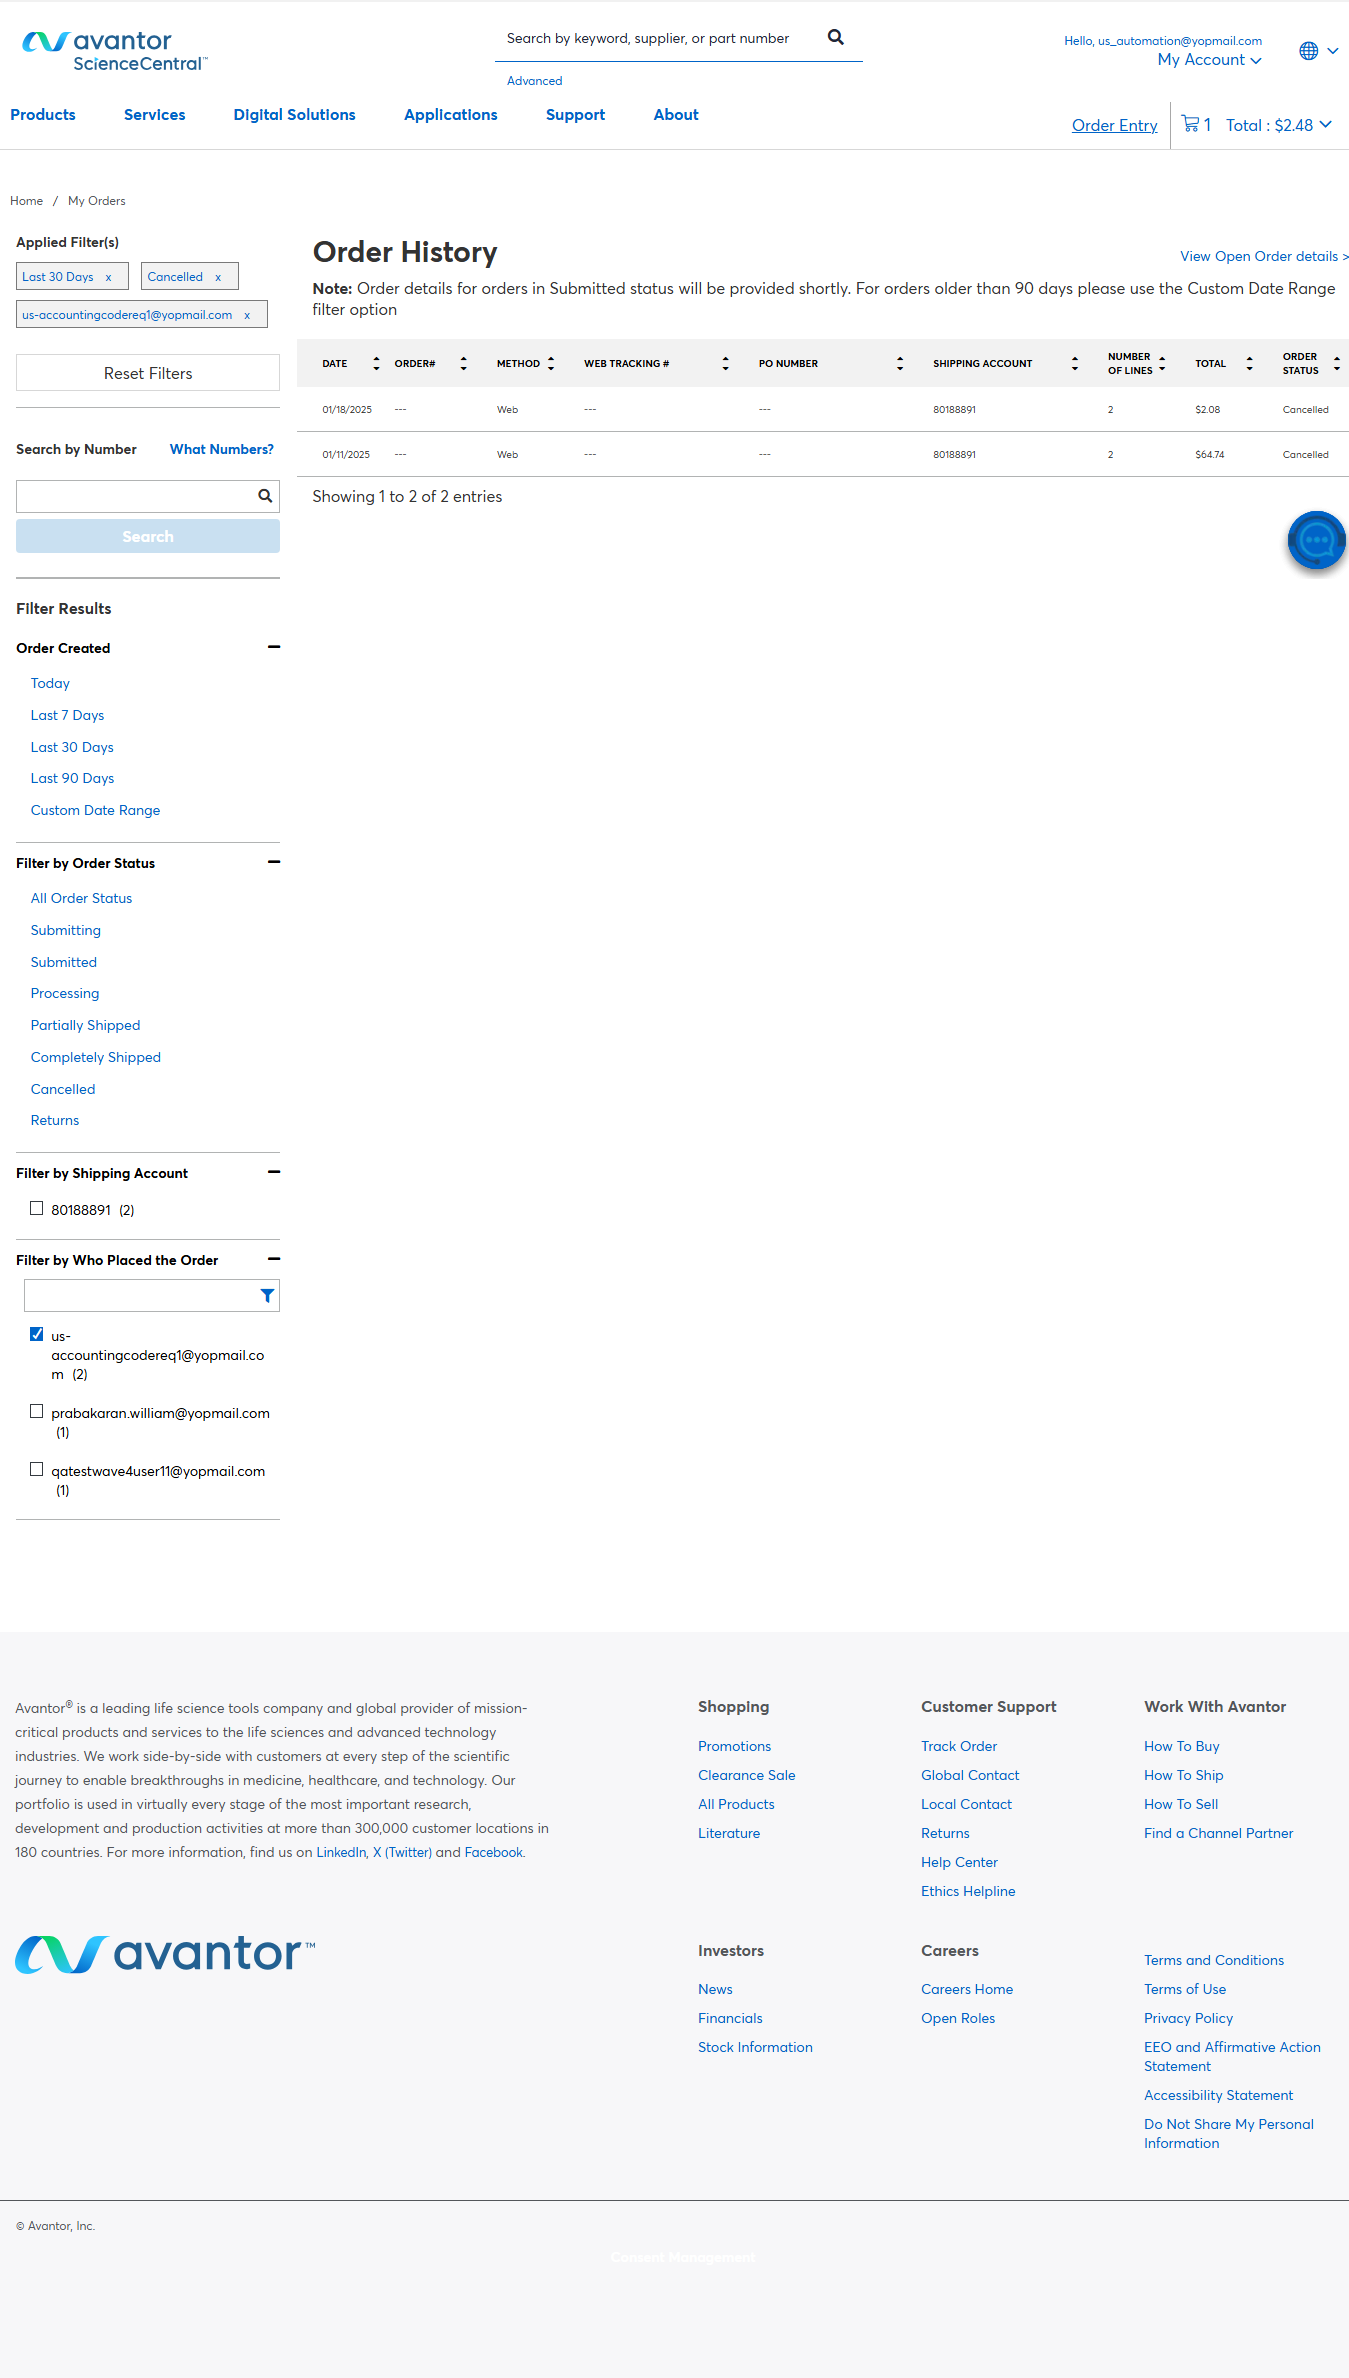 avantor
ScienceCentral™
Search by keyword, supplier, or part number
Advanced
Hello, us_automation@yopmail.com
My Account
Products Services Digital Solutions Applications Support About
Order Entry
1 Total : $2.48
Home / My Orders
Applied Filter(s)
Last 30 Days x
Cancelled x
us-accountingcodereq1@yopmail.com x
Reset Filters
Search by Number What Numbers?
Search
Filter Results
Order Created
Today
Last 7 Days
Last 30 Days
Last 90 Days
Custom Date Range
Filter by Order Status
All Order Status
Submitting
Submitted
Processing
Partially Shipped
Completely Shipped
Cancelled
Returns
Filter by Shipping Account
80188891 (2)
Filter by Who Placed the Order
us-
accountingcodereq1@yopmail.co
m (2)
prabakaran.william@yopmail.com
(1)
qatestwave4user11@yopmail.com
(1)
Order History
View Open Order details >
Note: Order details for orders in Submitted status will be provided shortly. For orders older than 90 days please use the Custom Date Range
filter option
DATE ORDER# METHOD WEB TRACKING # PO NUMBER SHIPPING ACCOUNT NUMBER OF LINES TOTAL ORDER STATUS
01/18/2025 --- Web --- --- 80188891 2 $2.08 Cancelled
01/11/2025 --- Web --- --- 80188891 2 $64.74 Cancelled
Showing 1 to 2 of 2 entries
Avantor® is a leading life science tools company and global provider of mission-
critical products and services to the life sciences and advanced technology
industries. We work side-by-side with customers at every step of the scientific
journey to enable breakthroughs in medicine, healthcare, and technology. Our
portfolio is used in virtually every stage of the most important research,
development and production activities at more than 300,000 customer locations in
180 countries. For more information, find us on LinkedIn, X (Twitter) and Facebook.
avantor™
Shopping
Promotions
Clearance Sale
All Products
Literature
Customer Support
Track Order
Global Contact
Local Contact
Returns
Help Center
Ethics Helpline
Work With Avantor
How To Buy
How To Ship
How To Sell
Find a Channel Partner
Investors
News
Financials
Stock Information
Careers
Careers Home
Open Roles
Terms and Conditions
Terms of Use
Privacy Policy
EEO and Affirmative Action
Statement
Accessibility Statement
Do Not Share My Personal
Information
© Avantor, Inc.
Consent Management